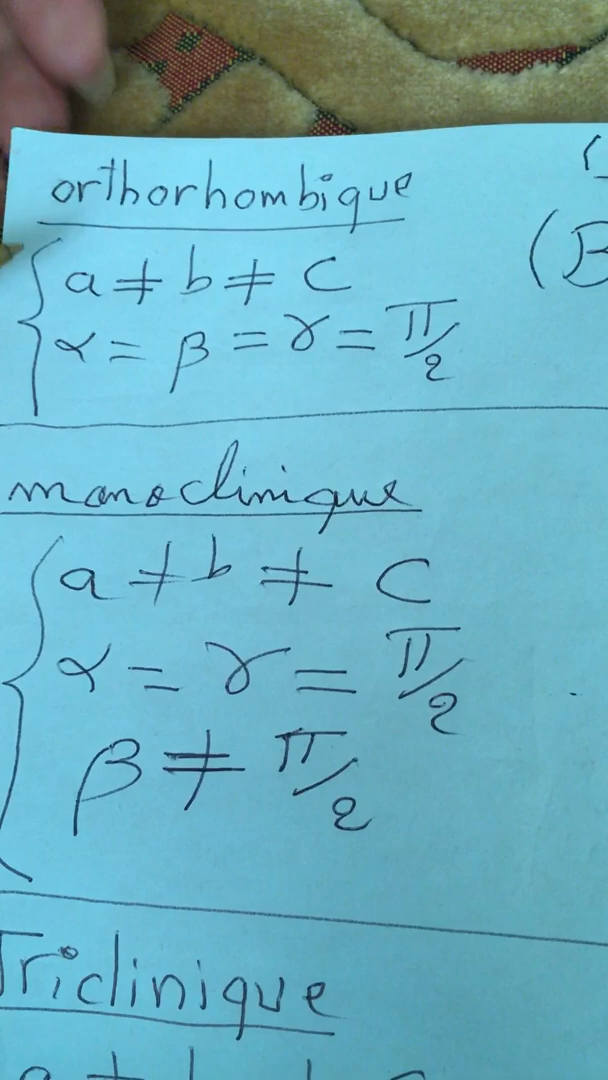 orthorhombique
a ≠ b ≠ c
α = β = γ = π/2
(B
monoclinique
a ≠ b ≠ c
α = γ = π/2
β ≠ π/2
Triclinique